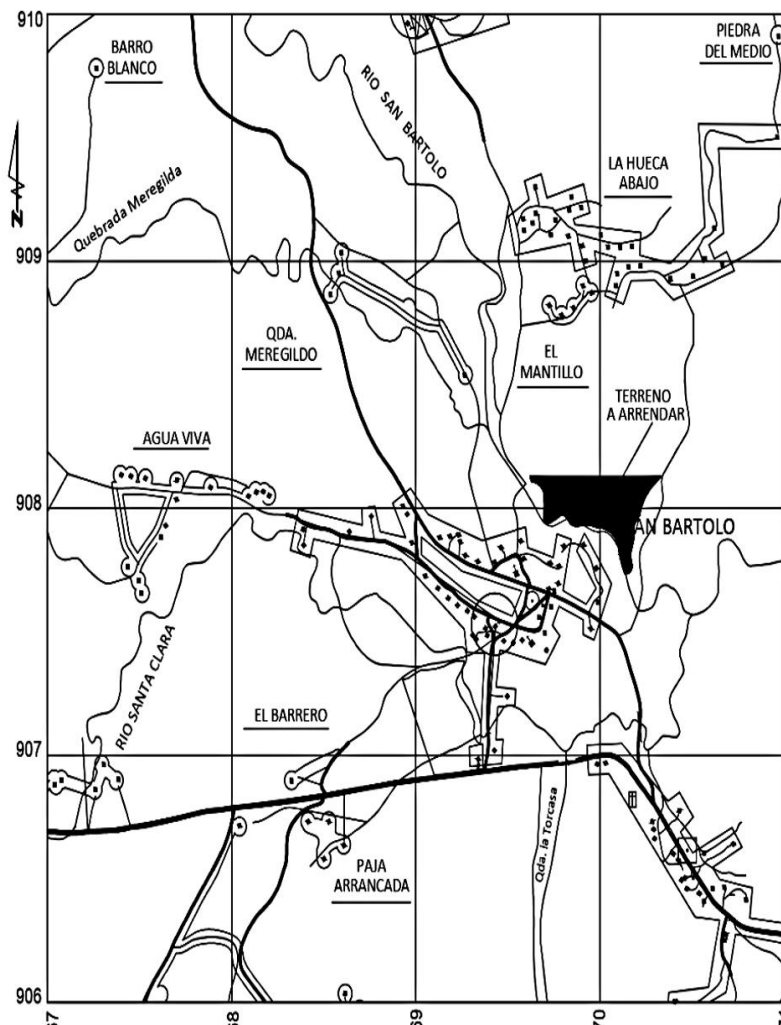 910
BARRO
BLANCO
PIEDRA
DEL MEDIO
RIO SAN BARTOLO
LA HUECA
ABAJO
N
Quebrada Meregilda
909
QDA.
MEREGILDO
EL
MANTILLO
TERRENO
A ARRENDAR
AGUA VIVA
908
AN BARTOLO
RIO SANTA CLARA
EL BARRERO
907
Qda. la Torcasa
PAJA
ARRANCADA
906
68
69
70